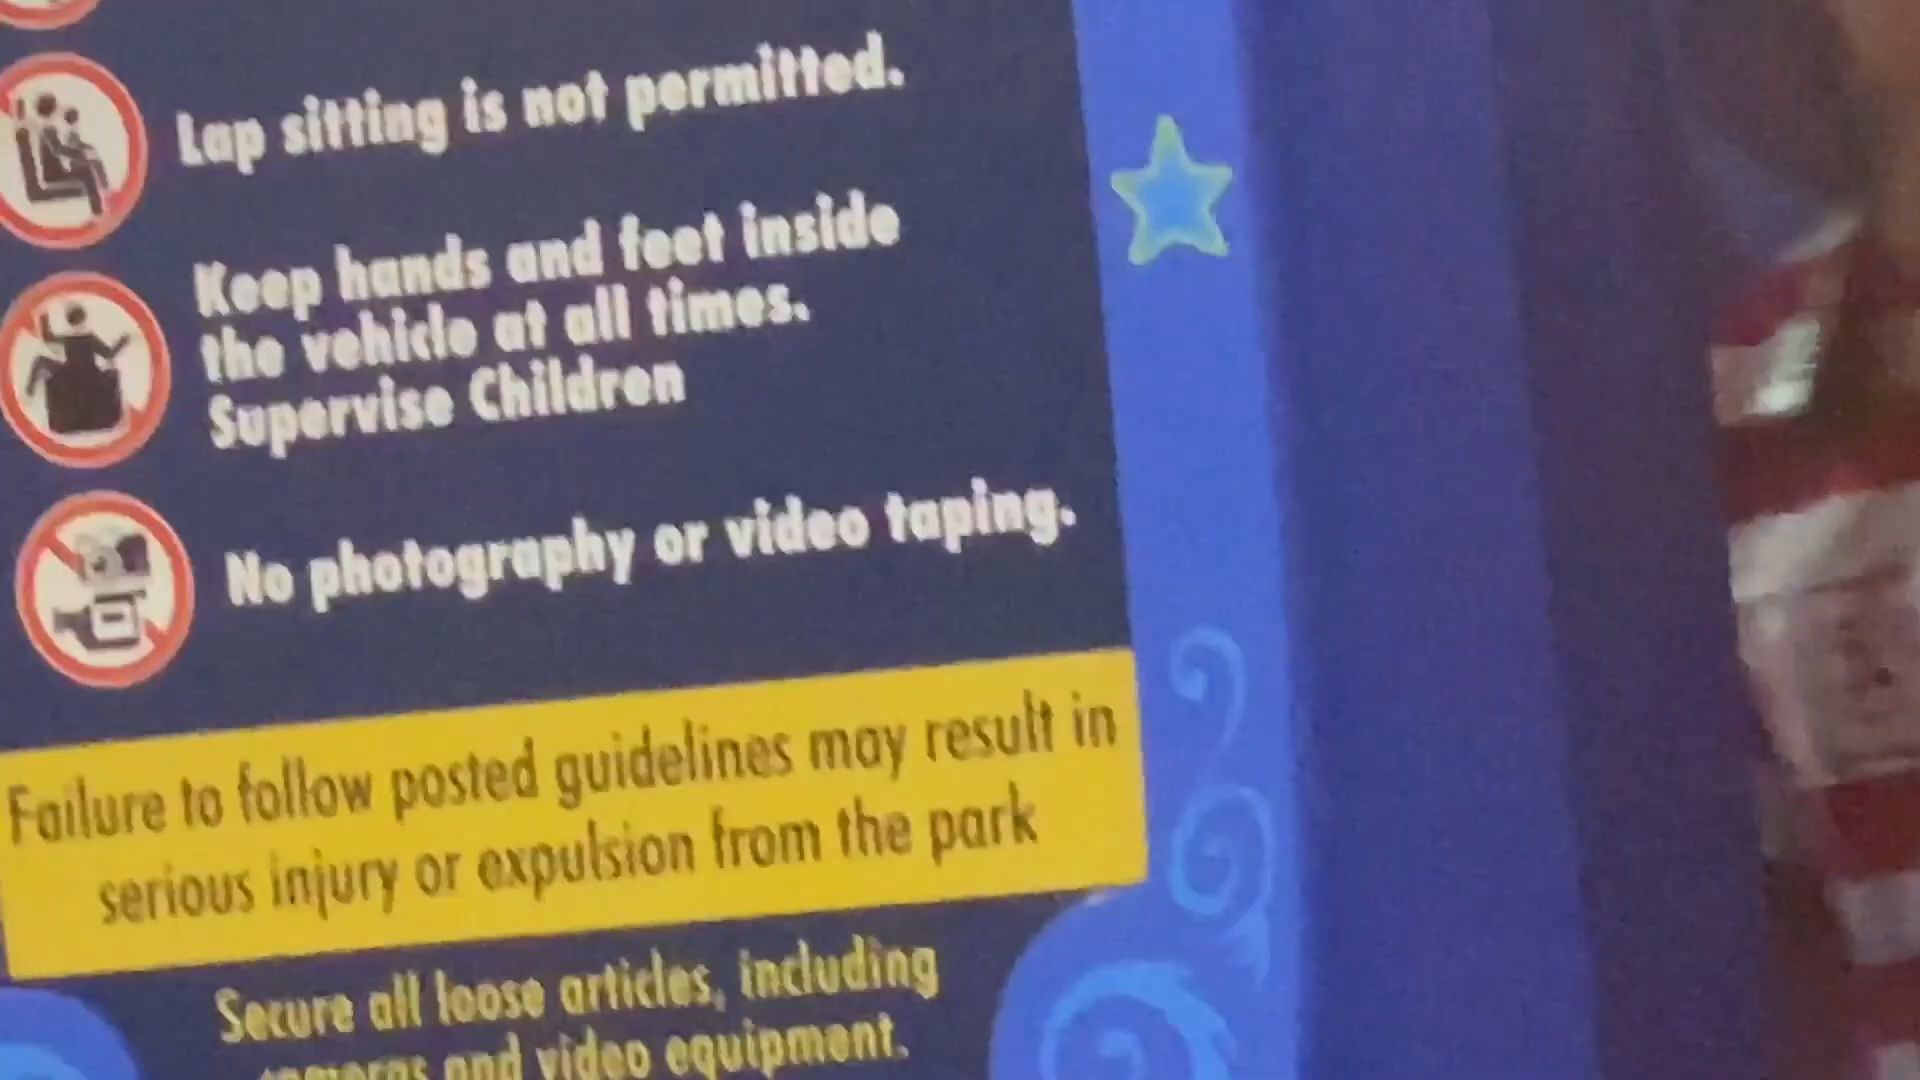 Lap sitting is not permitted.
Keep hands and feet inside
the vehicle at all times.
Supervise Children
No photography or video taping.
Failure to follow posted guidelines may result in
serious injury or expulsion from the park
Secure all loose articles, including
cameras and video equipment.